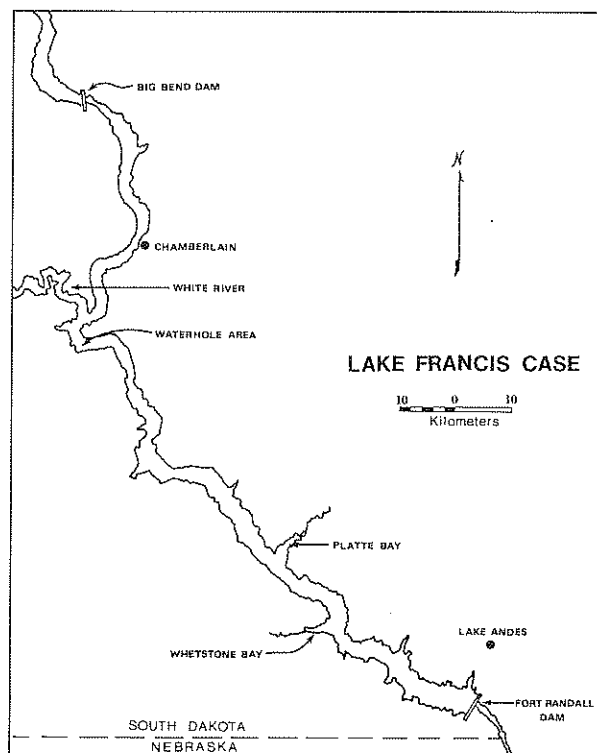 BIG BEND DAM
N
CHAMBERLAIN
WHITE RIVER
WATERHOLE AREA
LAKE FRANCIS CASE
10 0 10
Kilometers
PLATTE BAY
LAKE ANDES
WHETSTONE BAY
FORT RANDALL
DAM
SOUTH DAKOTA
NEBRASKA